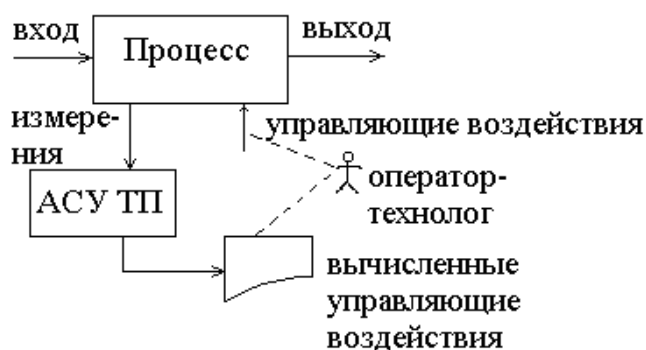 вход
выход
Процесс
измере-
ния
управляющие воздействия
АСУ ТП
оператор-
технолог
вычисленные
управляющие
воздействия